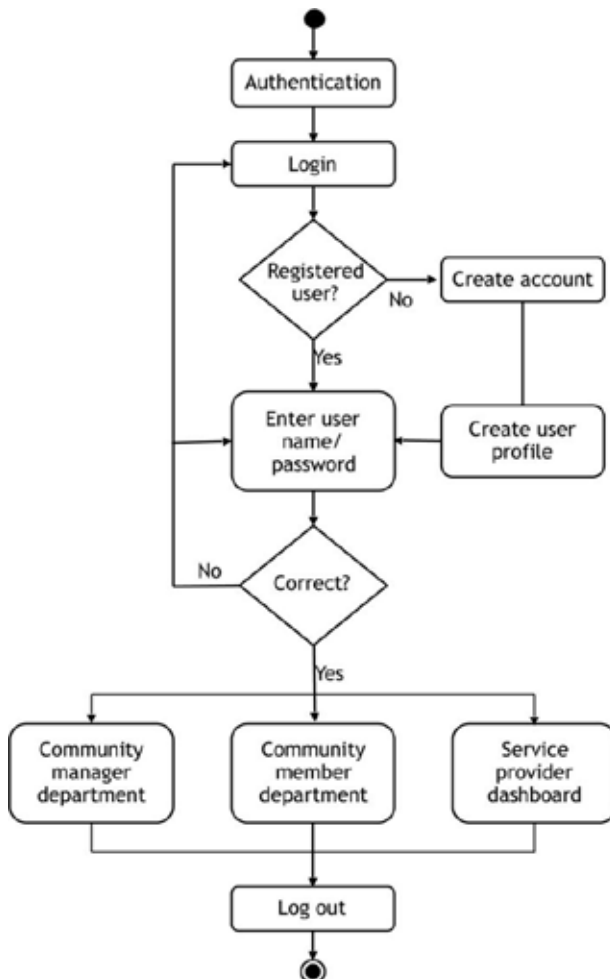 Authentication
Login
Registered
user?
No
Create account
Yes
Enter user
name/
password
Create user
profile
No
Correct?
Yes
Community
manager
department
Community
member
department
Service
provider
dashboard
Log out